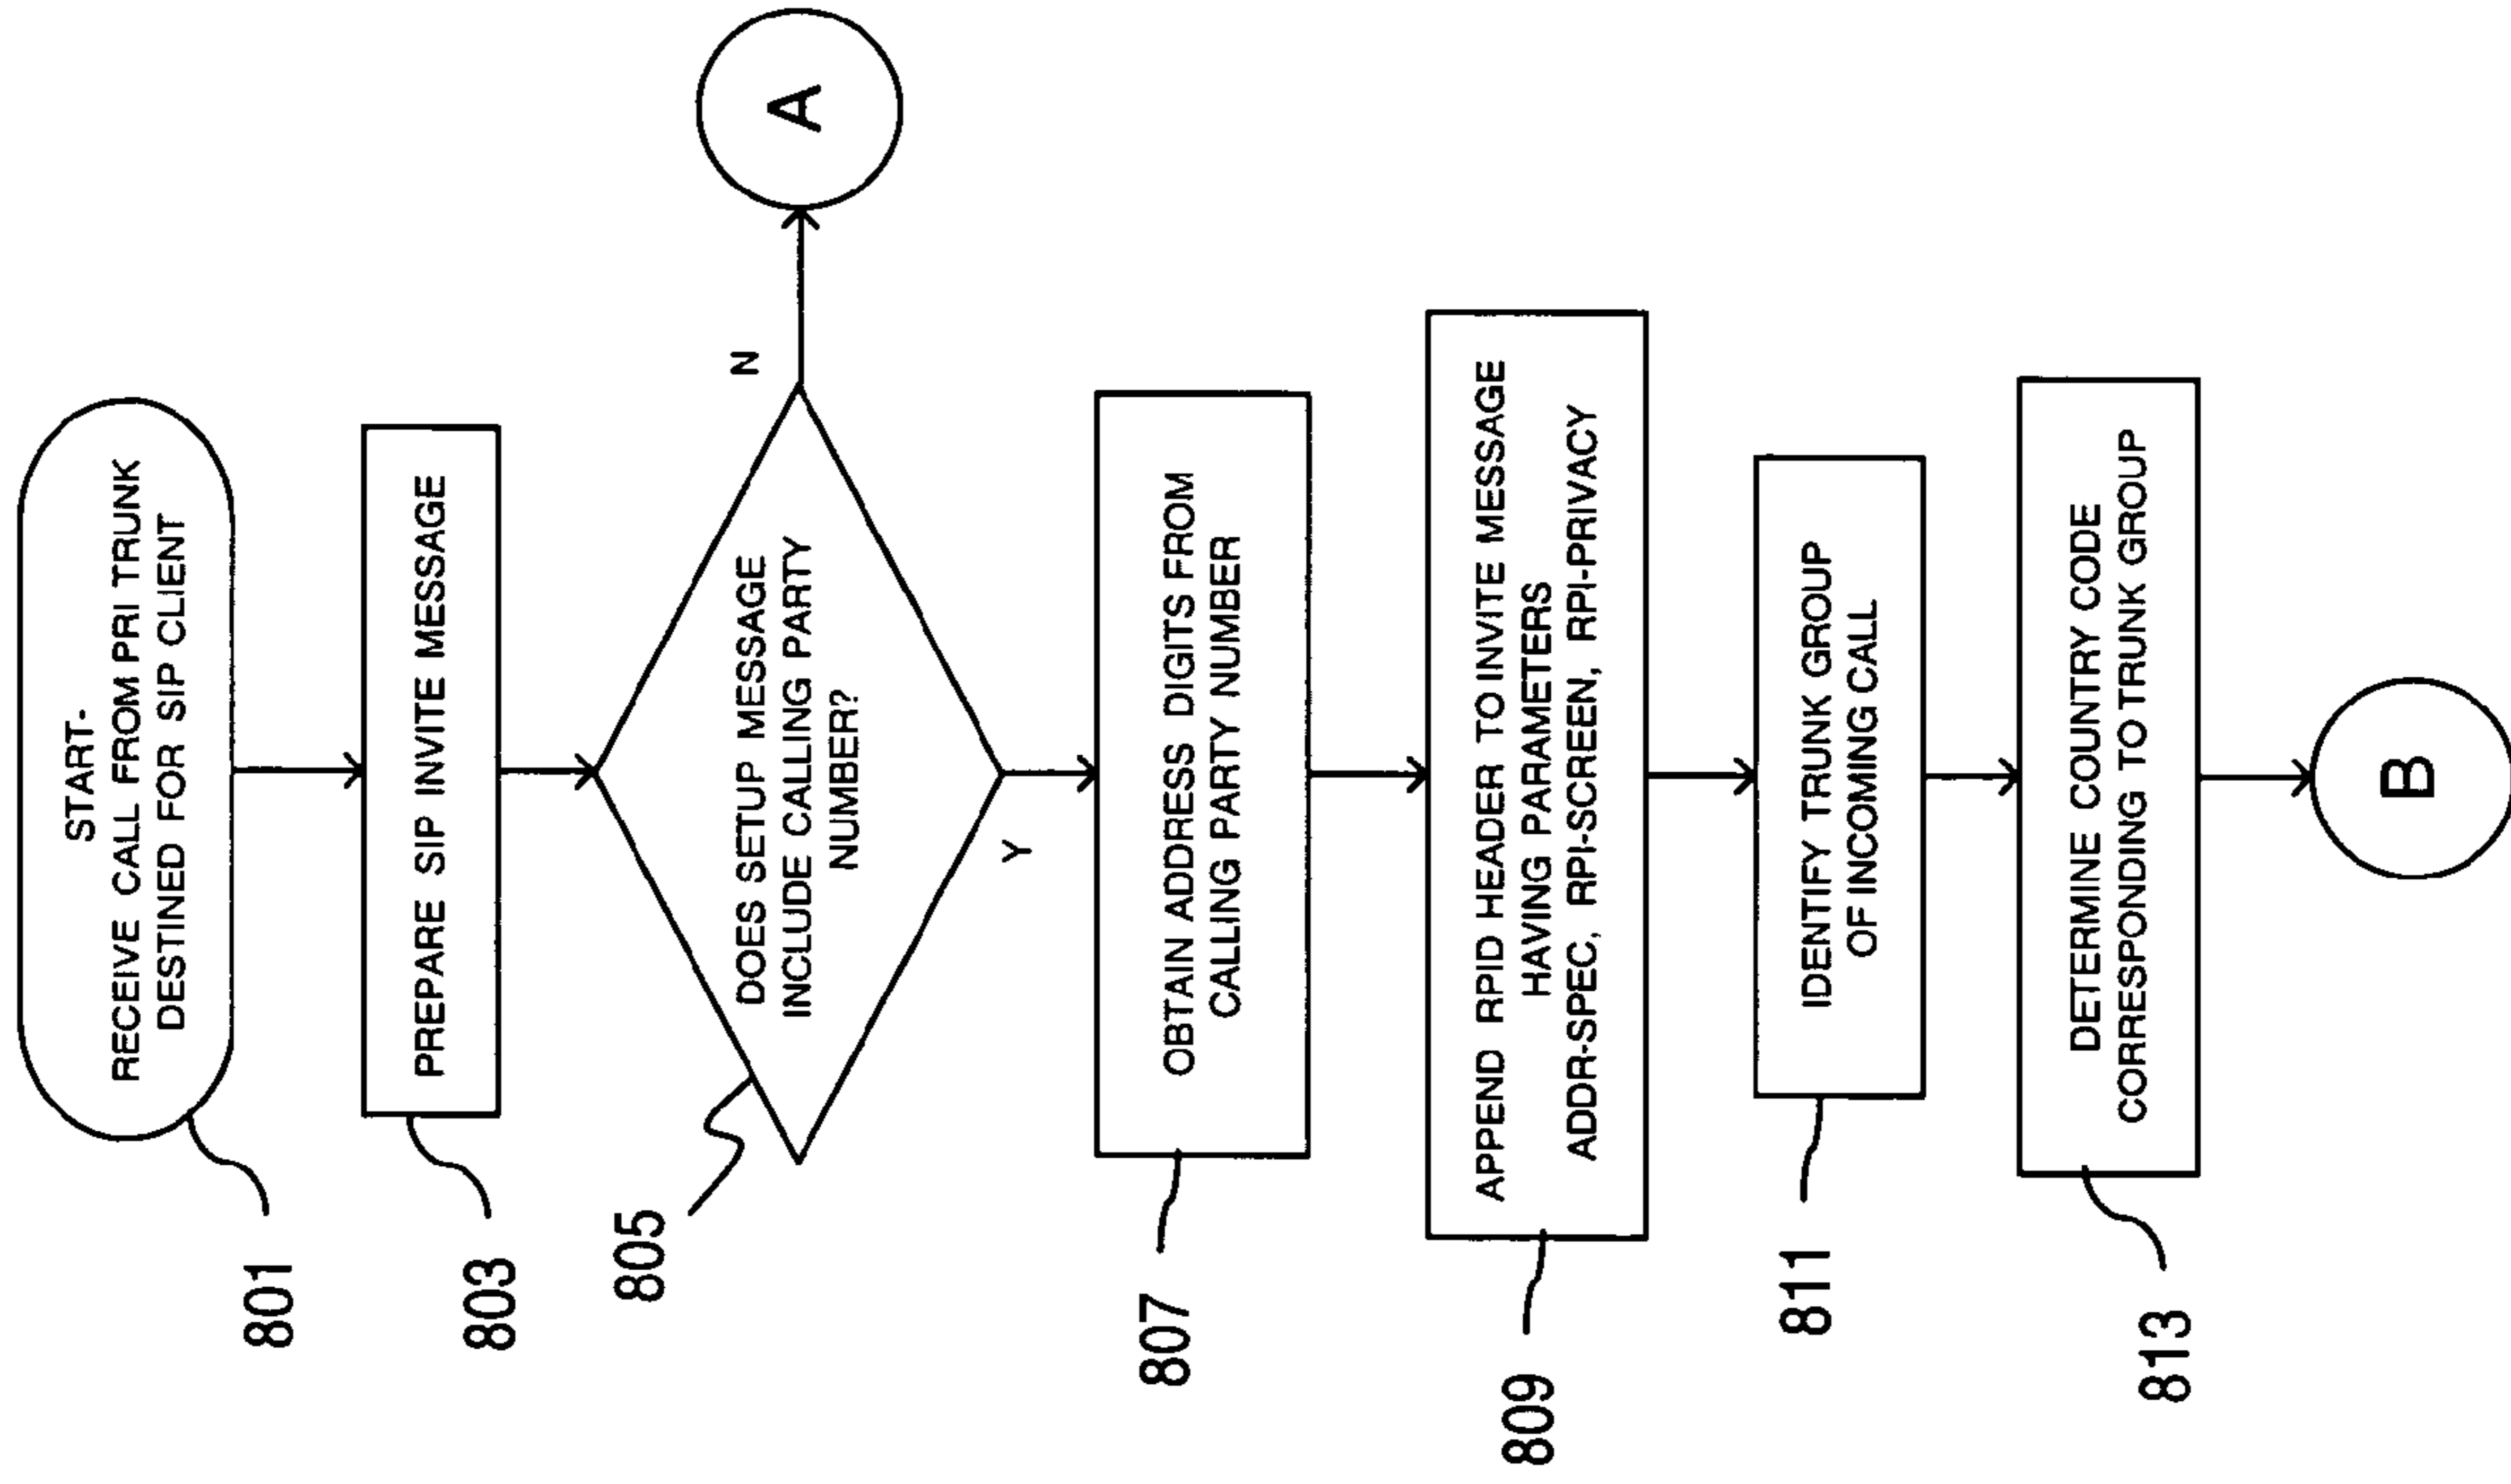 START-
RECEIVE CALL FROM PRI TRUNK
DESTINED FOR SIP CLIENT
801
PREPARE SIP INVITE MESSAGE
803
DOES SETUP MESSAGE
INCLUDE CALLING PARTY
NUMBER?
805
N
A
Y
OBTAIN ADDRESS DIGITS FROM
CALLING PARTY NUMBER
807
APPEND RPID HEADER TO INVITE MESSAGE
HAVING PARAMETERS
ADDR-SPEC, RPI-SCREEN, RPI-PRIVACY
809
IDENTIFY TRUNK GROUP
OF INCOMING CALL
811
DETERMINE COUNTRY CODE
CORRESPONDING TO TRUNK GROUP
813
B